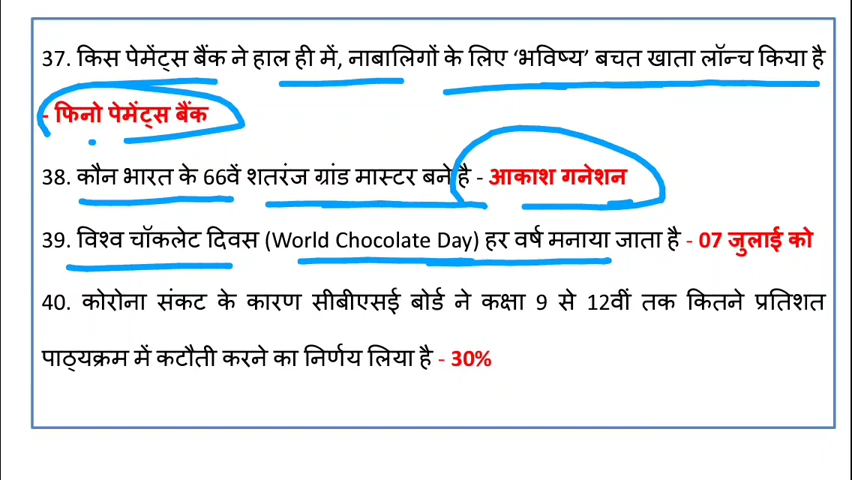 37. किस पेमेंट्स बैंक ने हाल ही में, नाबालिगों के लिए ‘भविष्य’ बचत खाता लॉन्च किया है
- फिनो पेमेंट्स बैंक
38. कौन भारत के 66वें शतरंज ग्रांड मास्टर बने है - आकाश गनेशन
39. विश्व चॉकलेट दिवस (World Chocolate Day) हर वर्ष मनाया जाता है - 07 जुलाई को
40. कोरोना संकट के कारण सीबीएसई बोर्ड ने कक्षा 9 से 12वीं तक कितने प्रतिशत
पाठ्यक्रम में कटौती करने का निर्णय लिया है - 30%